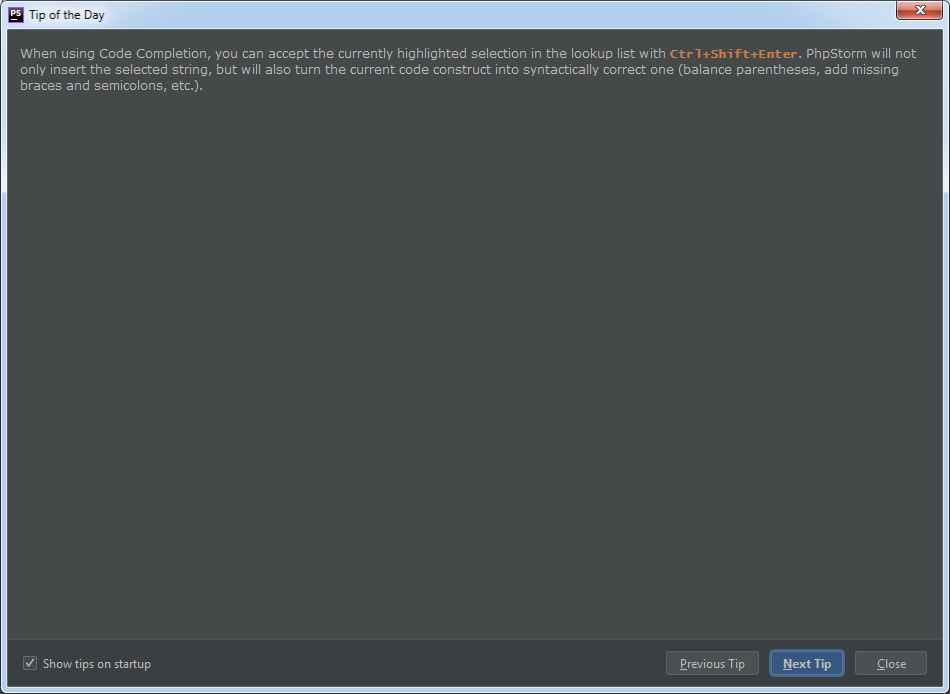 PS Tip of the Day
When using Code Completion, you can accept the currently highlighted selection in the lookup list with Ctrl+Shift+Enter. PhpStorm will not
only insert the selected string, but will also turn the current code construct into syntactically correct one (balance parentheses, add missing
braces and semicolons, etc.).
Show tips on startup
Previous Tip
Next Tip
Close